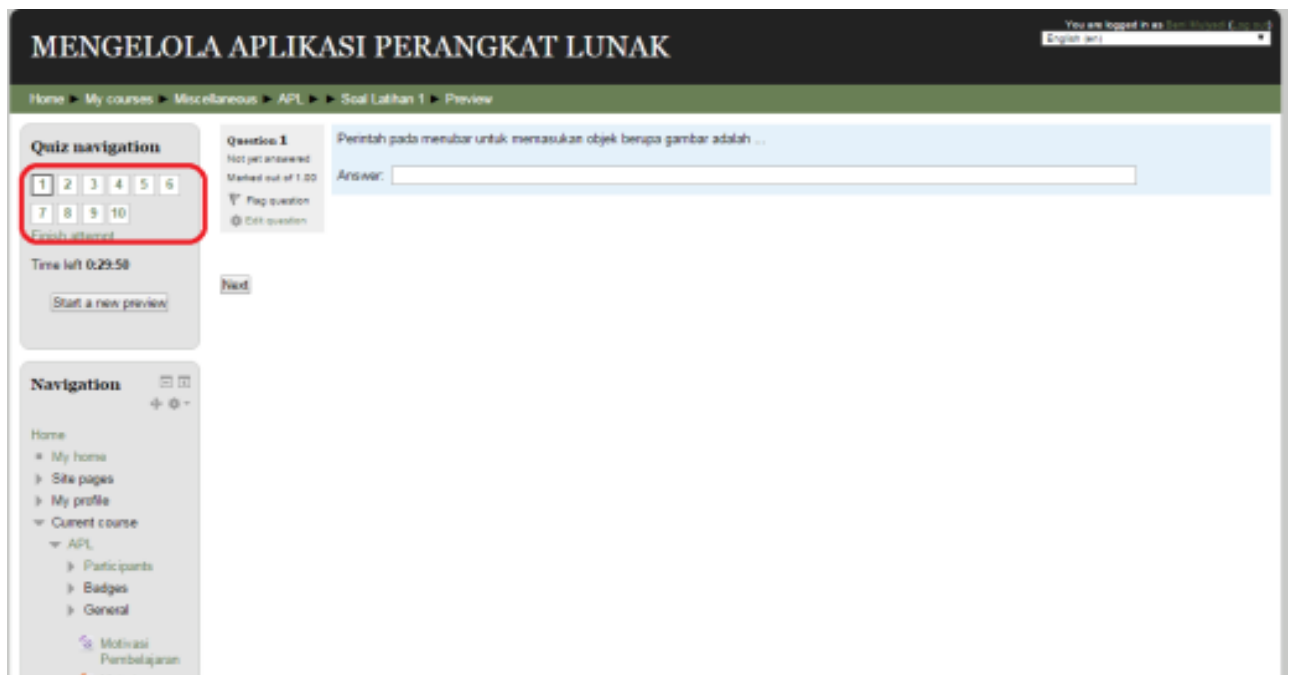 MENGELOLA APLIKASI PERANGKAT LUNAK
You are logged in as
English (en)
Home ► My courses ► Miscellaneous ► APL ► ► Soal Latihan 1 ► Preview
Quiz navigation
1 2 3 4 5 6
7 8 9 10
Finish attempt
Time left 0:29:50
Start a new preview
Question 1
Not yet answered
Marked out of 1.00
Flag question
Edit question
Perintah pada menubar untuk memasukan objek berupa gambar adalah ...
Answer:
Next
Navigation
Home
My home
Site pages
My profile
Current course
APL
Participants
Badges
General
Motivasi
Pembelajaran